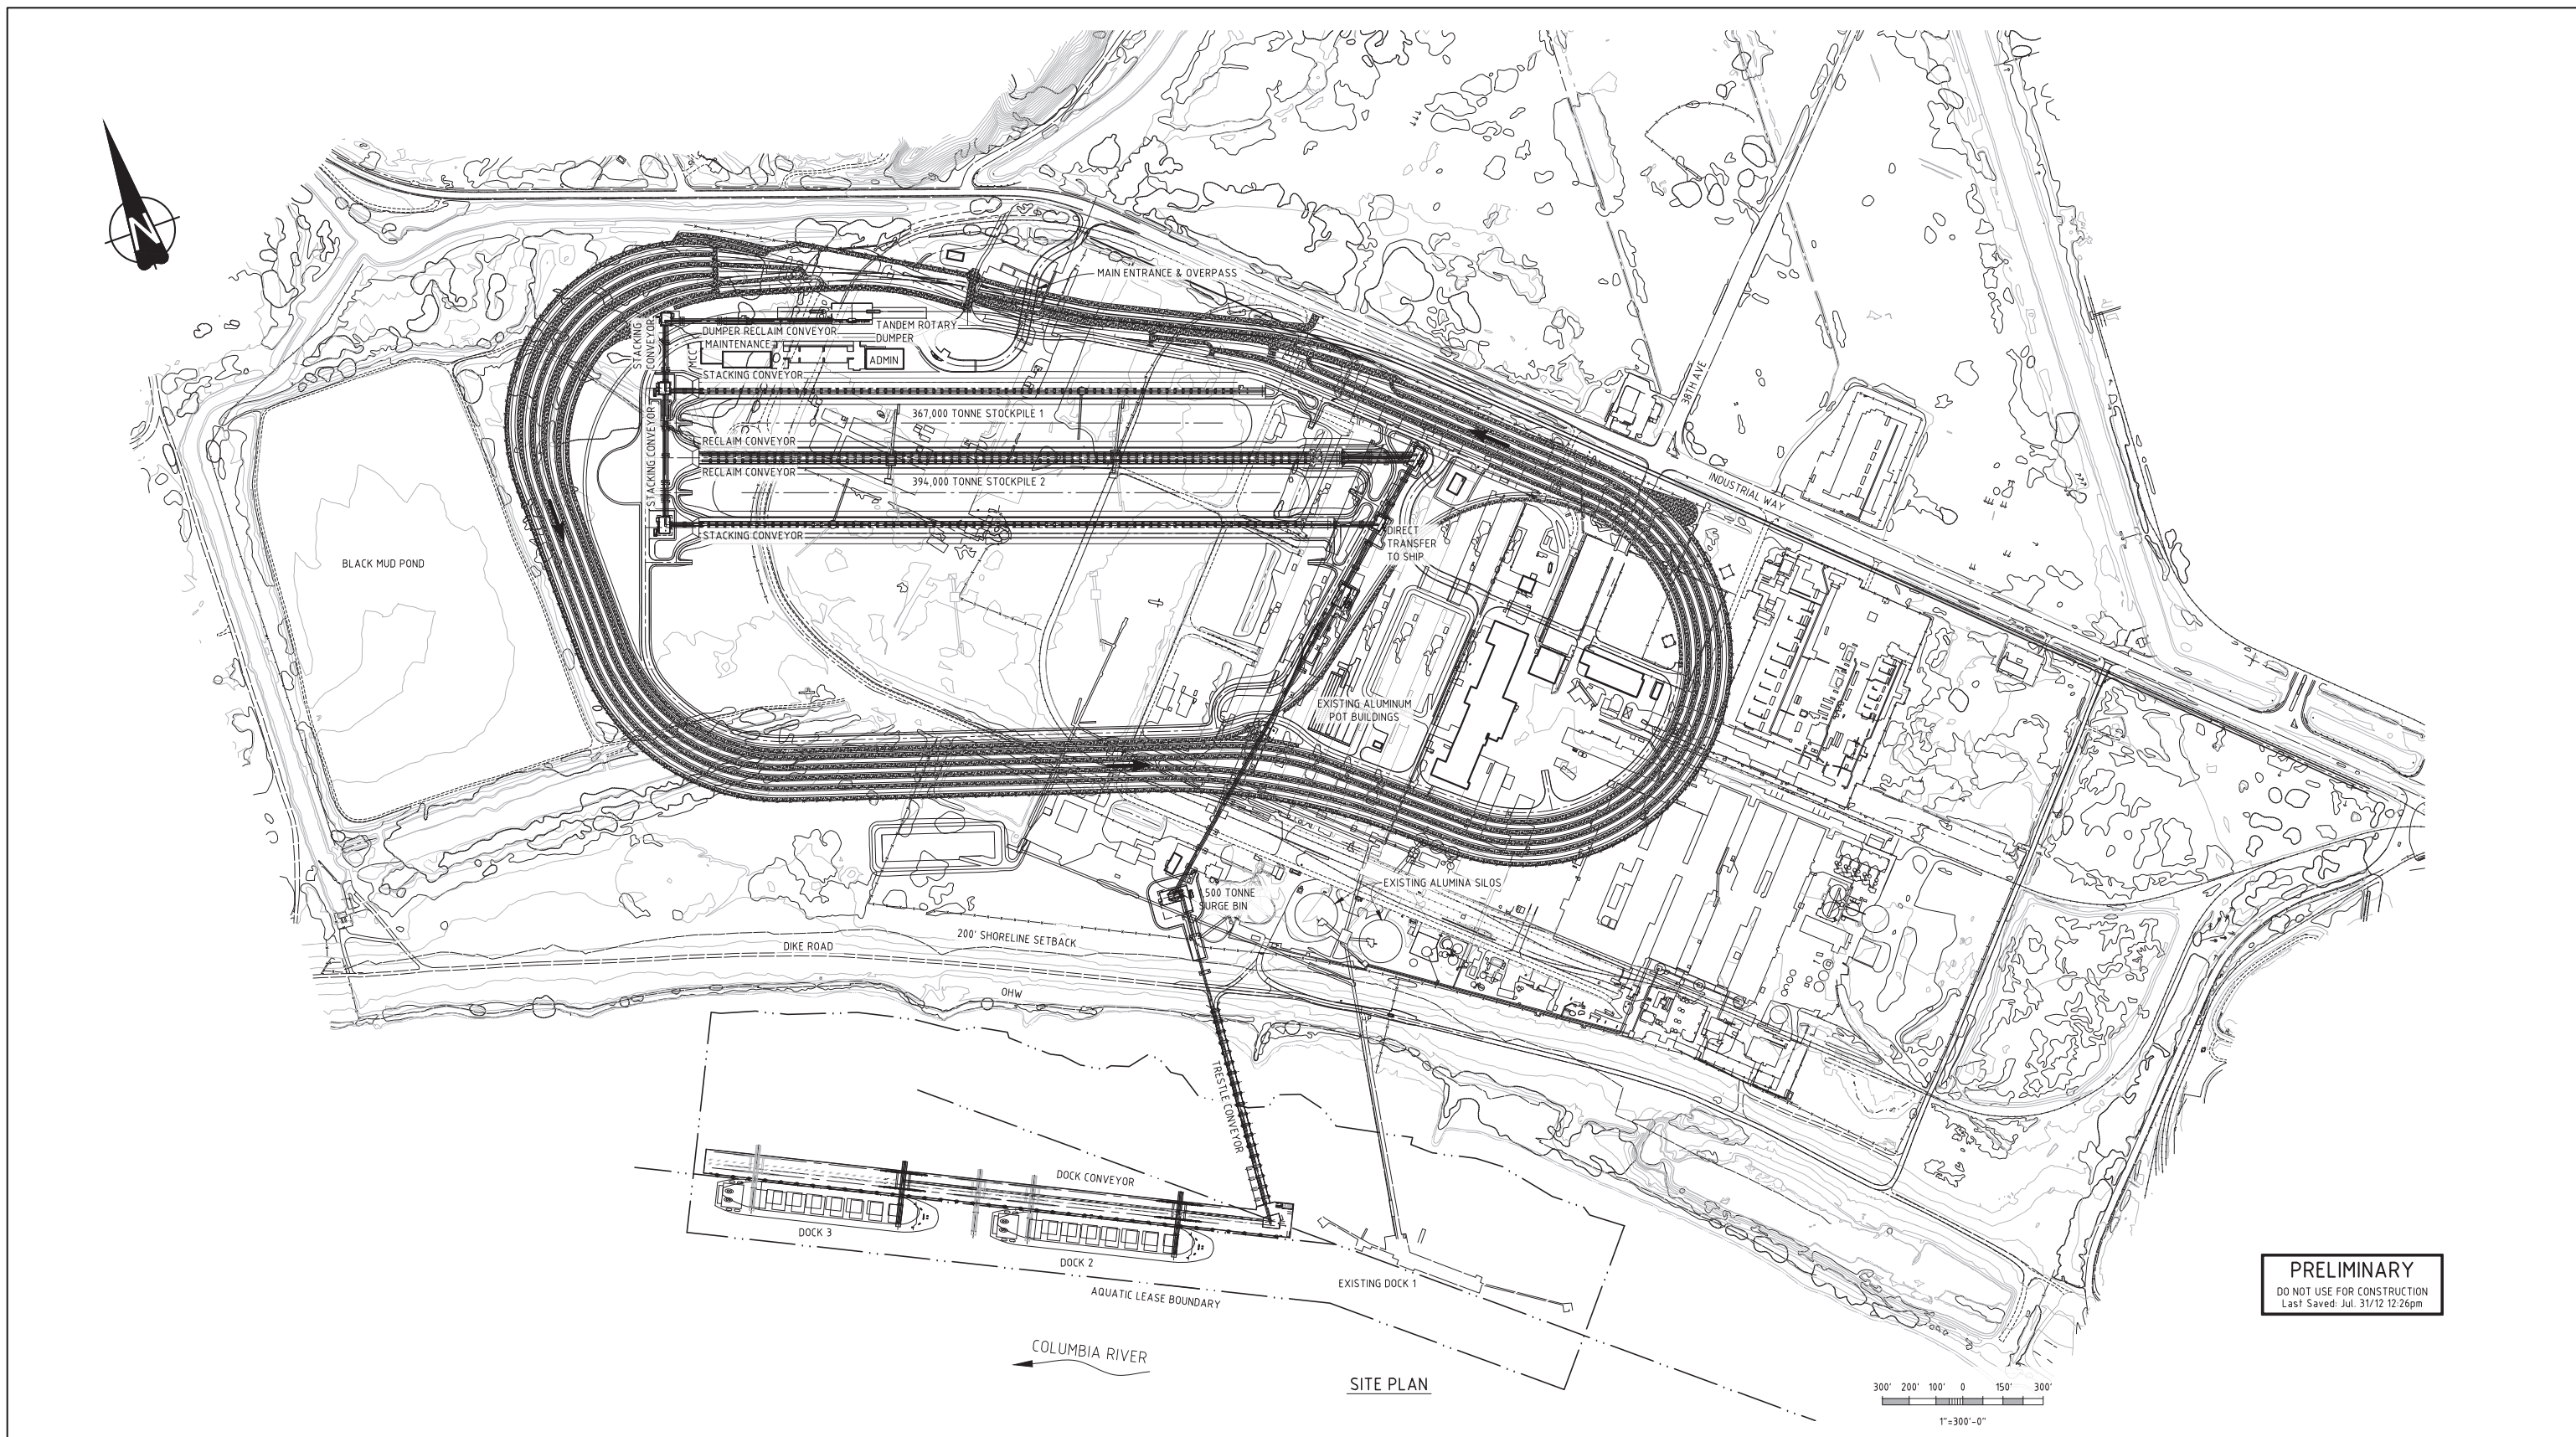 N
MAIN ENTRANCE & OVERPASS
STACKING
CONVEYOR
DUMPER RECLAIM CONVEYOR
TANDEM ROTARY
DUMPER
MAINTENANCE
MCC
ADMIN
STACKING CONVEYOR
367,000 TONNE STOCKPILE 1
STACKING CONVEYOR
RECLAIM CONVEYOR
RECLAIM CONVEYOR
394,000 TONNE STOCKPILE 2
STACKING CONVEYOR
DIRECT
TRANSFER
TO SHIP
38TH AVE
INDUSTRIAL WAY
BLACK MUD POND
EXISTING ALUMINUM
POT BUILDINGS
EXISTING ALUMINA SILOS
500 TONNE
SURGE BIN
200' SHORELINE SETBACK
DIKE ROAD
OHW
TRESTLE CONVEYOR
DOCK CONVEYOR
DOCK 3
DOCK 2
EXISTING DOCK 1
AQUATIC LEASE BOUNDARY
COLUMBIA RIVER
SITE PLAN
PRELIMINARY
DO NOT USE FOR CONSTRUCTION
Last Saved: Jul. 31/12 12:26pm
300' 200' 100' 0 150' 300'
1"=300'-0"